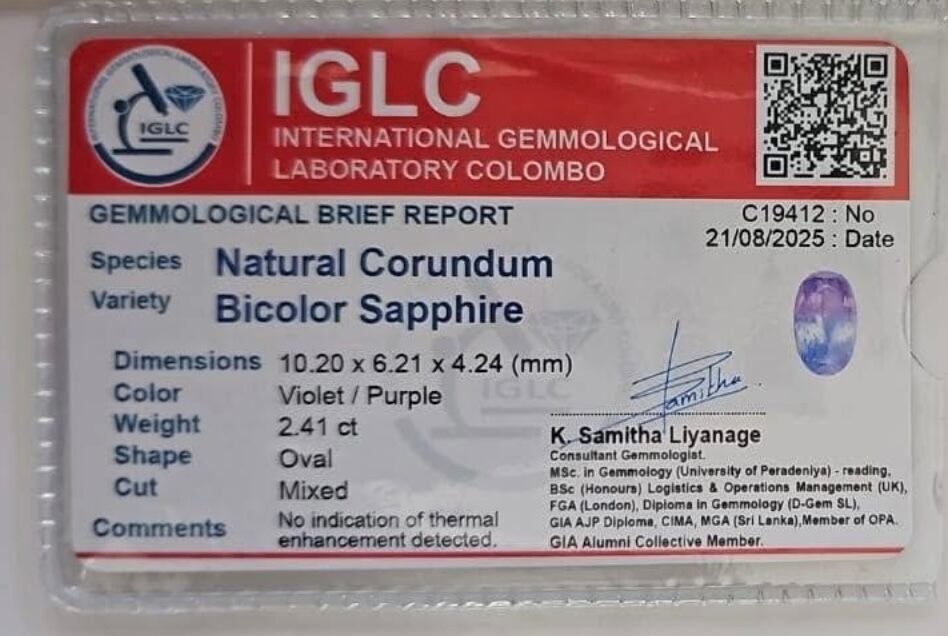 IGLC
INTERNATIONAL GEMMOLOGICAL
LABORATORY COLOMBO
IGLC
GEMMOLOGICAL BRIEF REPORT
C19412 : No
21/08/2025 : Date
Species Natural Corundum
Variety Bicolor Sapphire
Dimensions 10.20 x 6.21 x 4.24 (mm)
Color Violet / Purple
Weight 2.41 ct
Shape Oval
Cut Mixed
Comments No indication of thermal
enhancement detected.
IGLC
Samitha
K. Samitha Liyanage
Consultant Gemmologist.
MSc. in Gemmology (University of Peradeniya) - reading,
BSc (Honours) Logistics & Operations Management (UK),
FGA (London), Diploma in Gemmology (D-Gem SL),
GIA AJP Diploma, CIMA, MGA (Sri Lanka),Member of OPA.
GIA Alumni Collective Member.